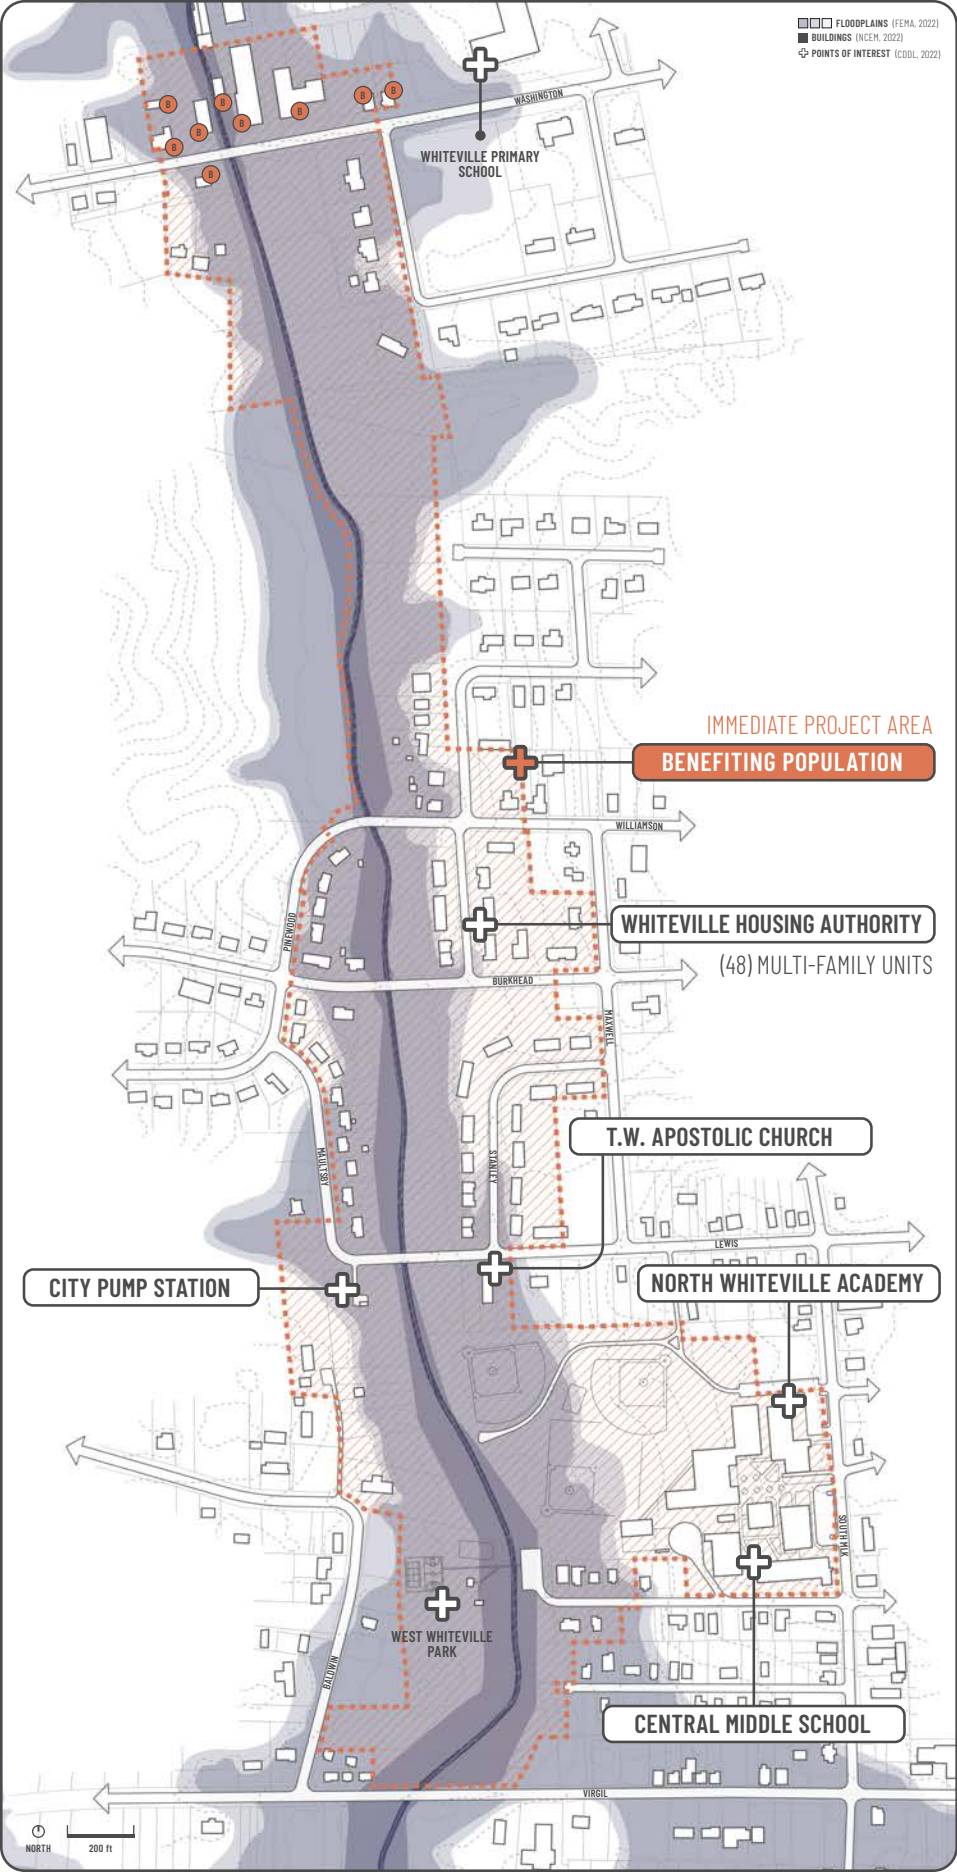 FLOODPLAINS (FEMA, 2022)
BUILDINGS (NCEM, 2022)
POINTS OF INTEREST (CDDL, 2022)
WASHINGTON
B
B
B
B
B
B
B
B
B
WHITEVILLE PRIMARY
SCHOOL
IMMEDIATE PROJECT AREA
BENEFITING POPULATION
WILLIAMSON
WHITEVILLE HOUSING AUTHORITY
(48) MULTI-FAMILY UNITS
PINEWOOD
BURKHEAD
MAXWELL
T.W. APOSTOLIC CHURCH
MAULTSBY
STANLEY
LEWIS
CITY PUMP STATION
NORTH WHITEVILLE ACADEMY
SOUTH MLK
WEST WHITEVILLE
PARK
BALDWIN
CENTRAL MIDDLE SCHOOL
VIRGIL
NORTH
200 ft